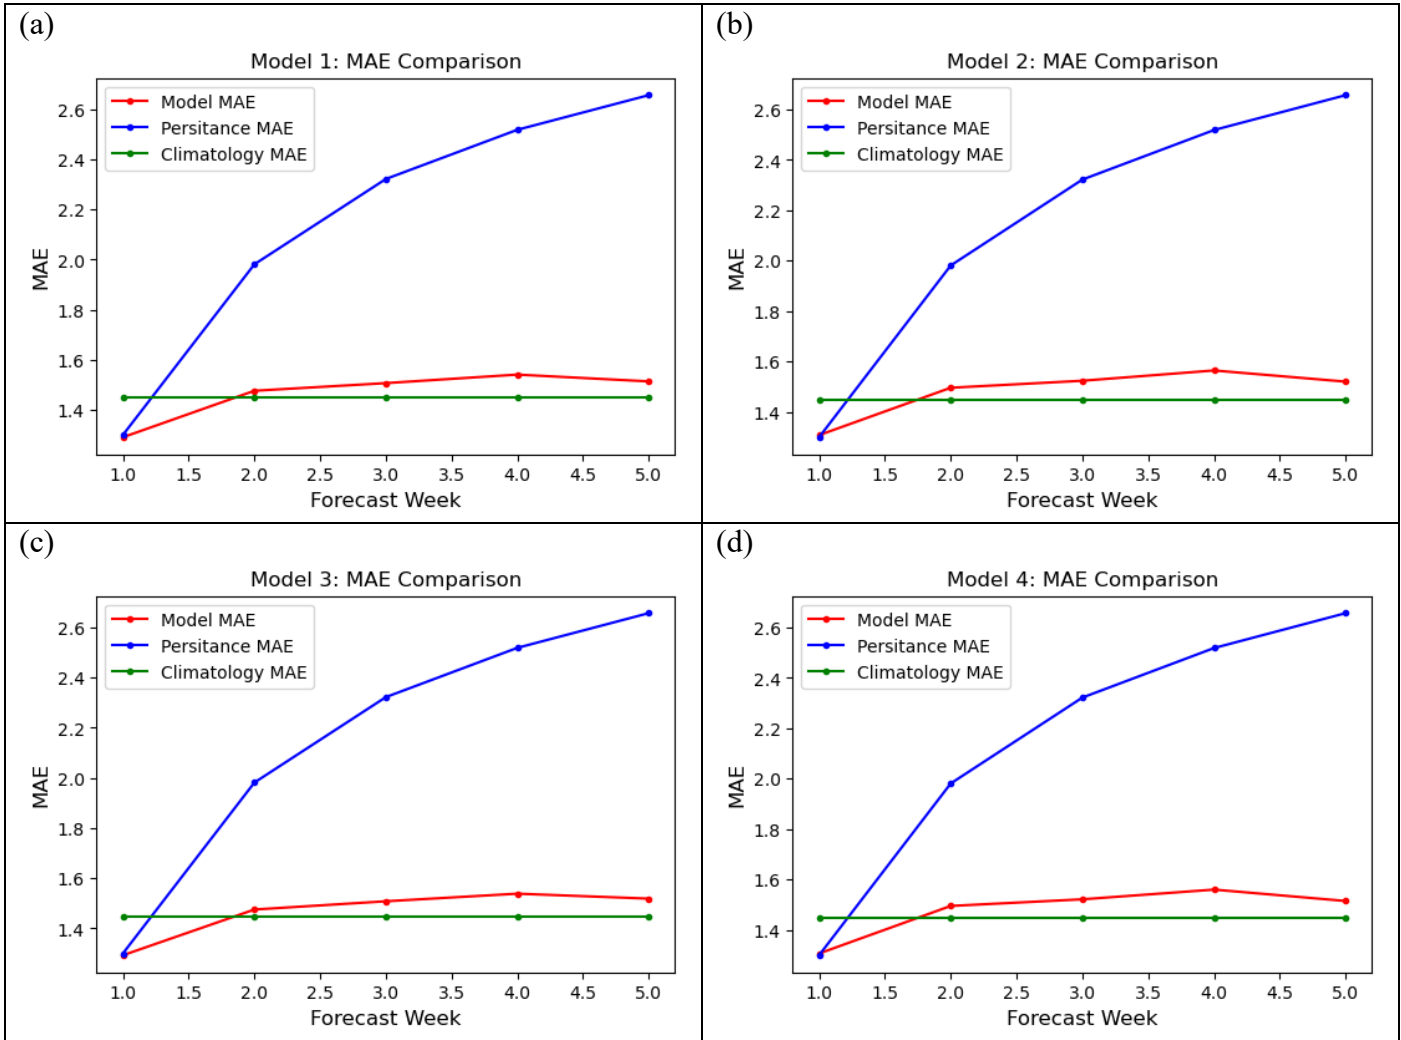 (a)
Model 1: MAE Comparison
Model MAE
Persitance MAE
Climatology MAE
2.6
2.4
2.2
2.0
1.8
1.6
1.4
MAE
1.0 1.5 2.0 2.5 3.0 3.5 4.0 4.5 5.0
Forecast Week
(b)
Model 2: MAE Comparison
Model MAE
Persitance MAE
Climatology MAE
2.6
2.4
2.2
2.0
1.8
1.6
1.4
MAE
1.0 1.5 2.0 2.5 3.0 3.5 4.0 4.5 5.0
Forecast Week
(c)
Model 3: MAE Comparison
Model MAE
Persitance MAE
Climatology MAE
2.6
2.4
2.2
2.0
1.8
1.6
1.4
MAE
1.0 1.5 2.0 2.5 3.0 3.5 4.0 4.5 5.0
Forecast Week
(d)
Model 4: MAE Comparison
Model MAE
Persitance MAE
Climatology MAE
2.6
2.4
2.2
2.0
1.8
1.6
1.4
MAE
1.0 1.5 2.0 2.5 3.0 3.5 4.0 4.5 5.0
Forecast Week